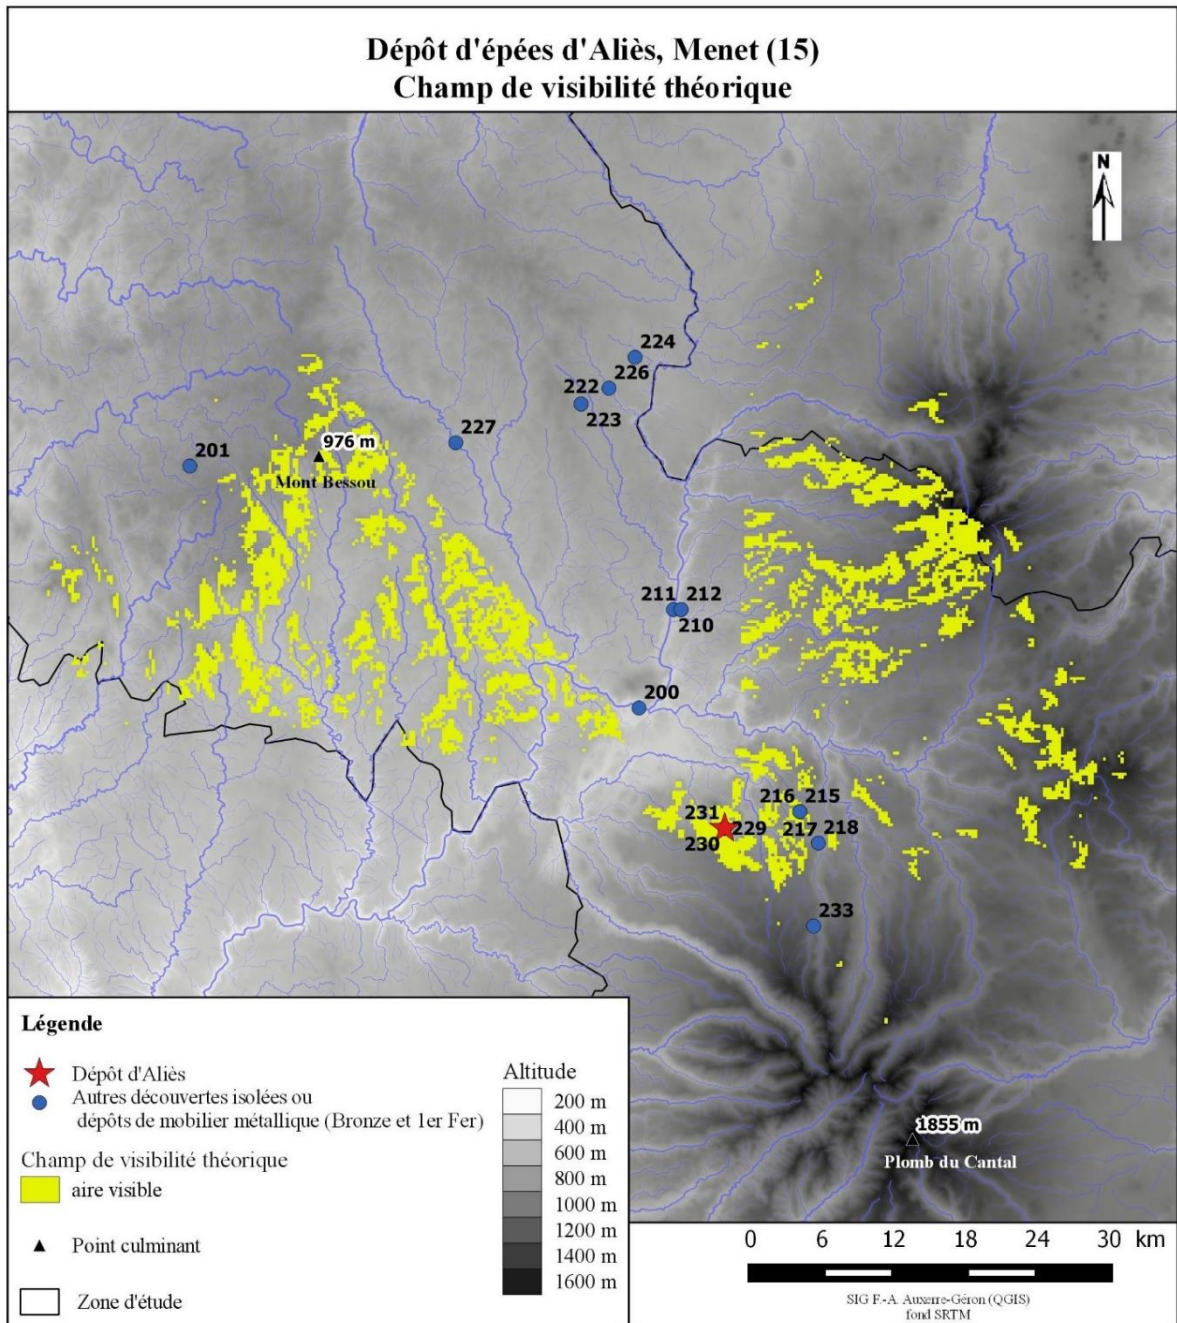 Dépôt d'épées d'Aliès, Menet (15)
Champ de visibilité théorique
N
224
226
222
223
227
201
976 m
Mont Bessou
211 212
210
200
216 215
231
229 217 218
230
233
1855 m
Plomb du Cantal
Légende
Dépôt d'Aliès
Autres découvertes isolées ou
dépôts de mobilier métallique (Bronze et 1er Fer)
Champ de visibilité théorique
aire visible
Point culminant
Zone d'étude
Altitude
200 m
400 m
600 m
800 m
1000 m
1200 m
1400 m
1600 m
0 6 12 18 24 30 km
SIG F.-A. Auxerre-Géron (QGIS)
fond SRTM